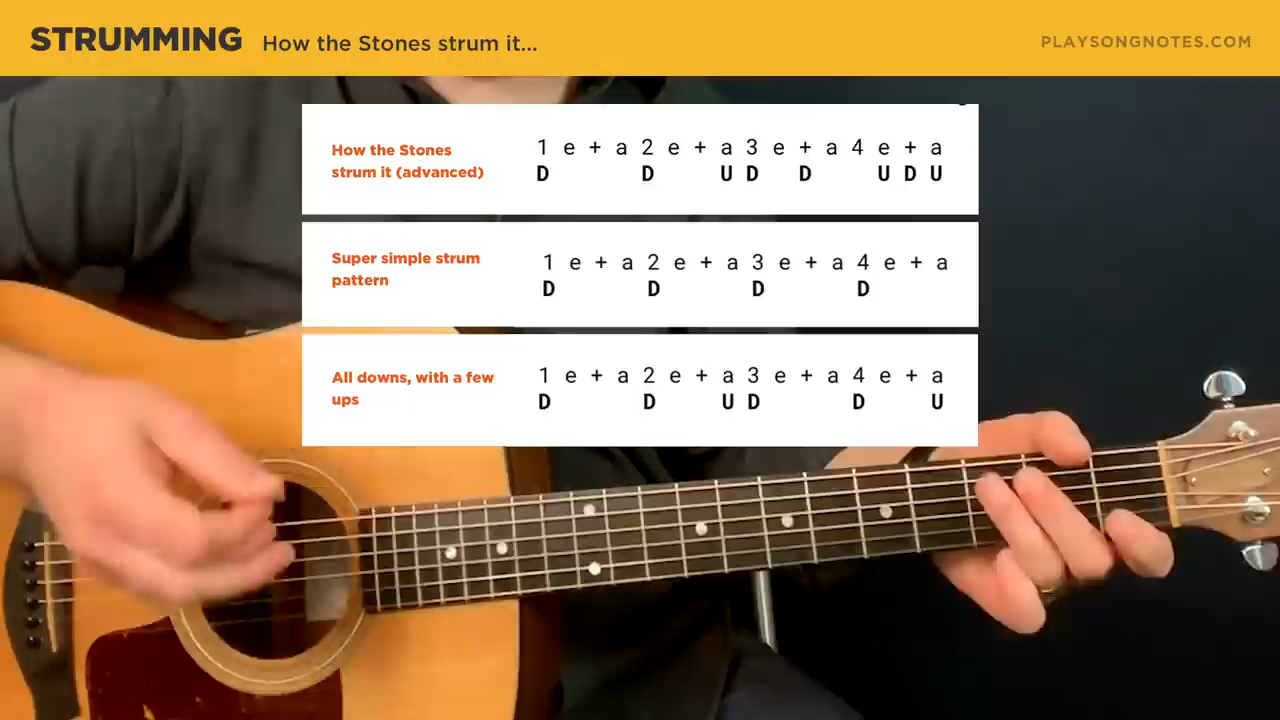 STRUMMING How the Stones strum it...
PLAYSONGNOTES.COM
How the Stones
strum it (advanced)
1 e + a 2 e + a 3 e + a 4 e + a
D D U D D U D U
Super simple strum
pattern
1 e + a 2 e + a 3 e + a 4 e + a
D D D D
All downs, with a few
ups
1 e + a 2 e + a 3 e + a 4 e + a
D D U D D U